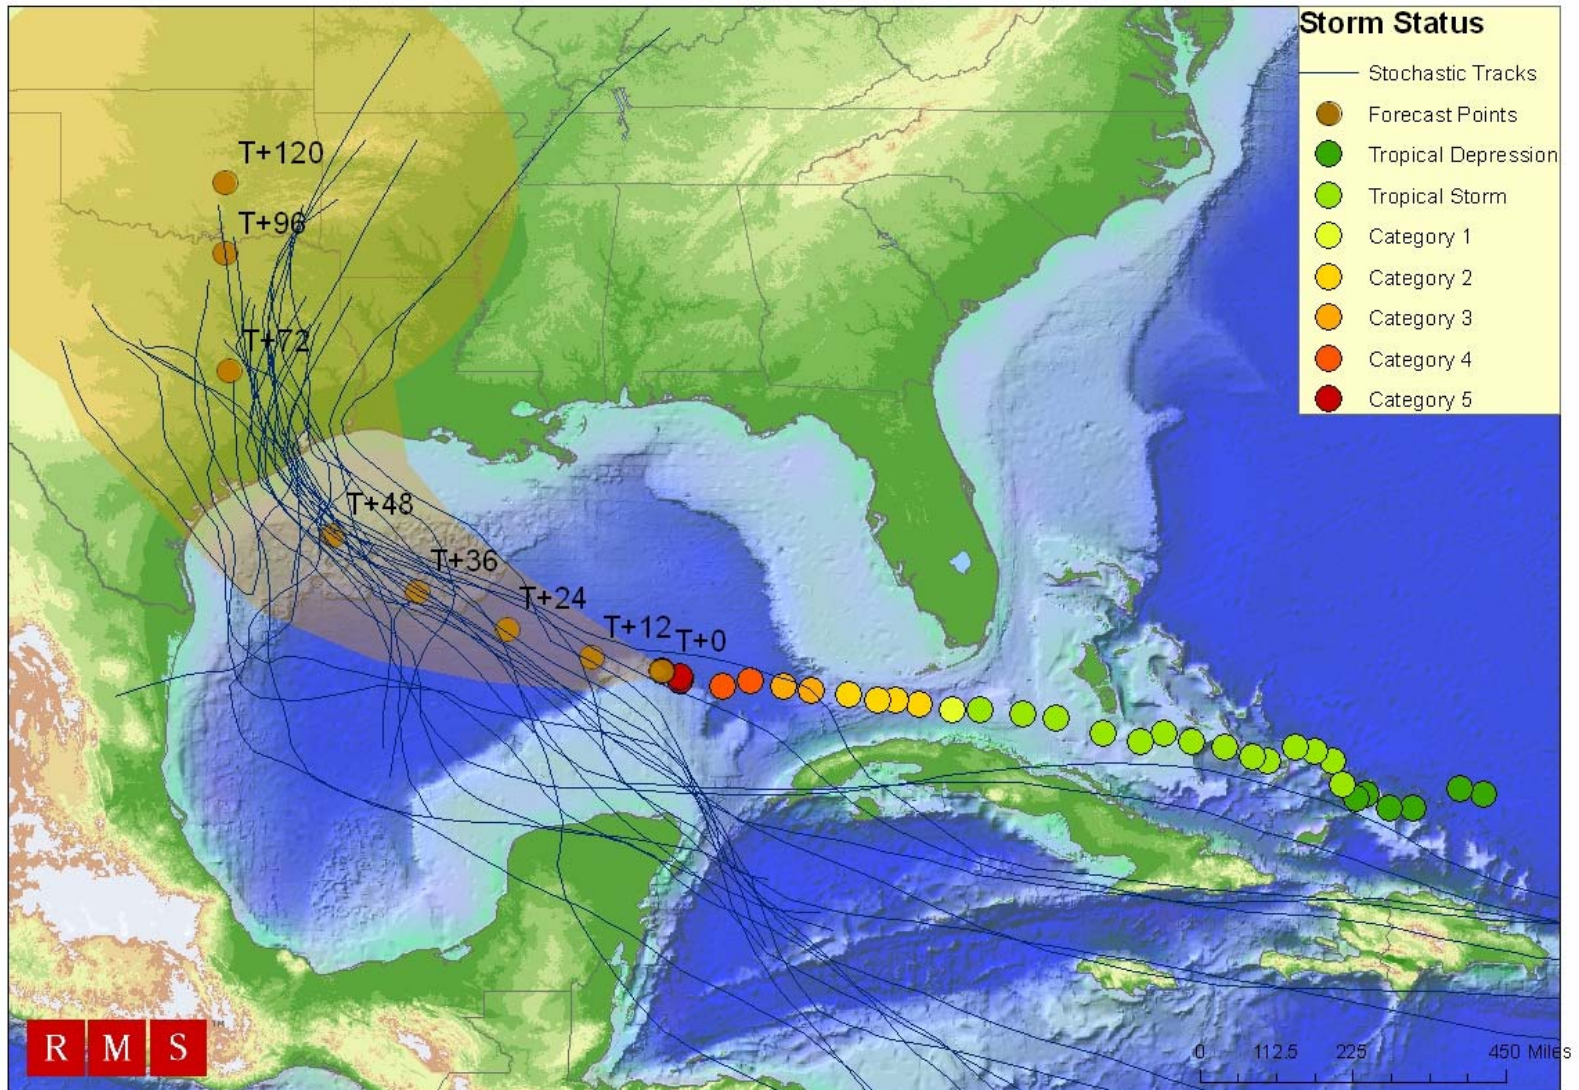 Storm Status
Stochastic Tracks
Forecast Points
Tropical Depression
Tropical Storm
Category 1
Category 2
Category 3
Category 4
Category 5
T+120
T+96
T+72
T+48
T+36
T+24
T+12
T+0
R M S ™
0 112.5 225 450 Miles